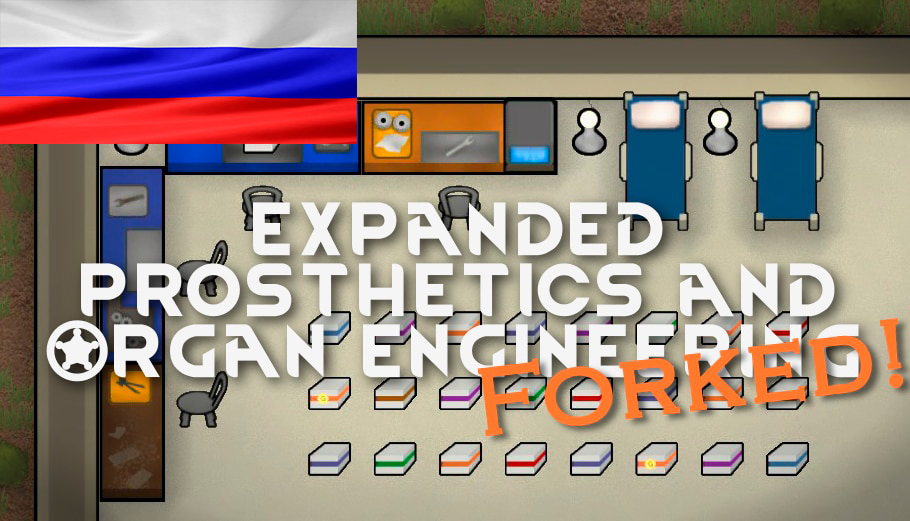 EXPANDED
PROSTHETICS AND
ORGAN ENGINEERING
FORKED!